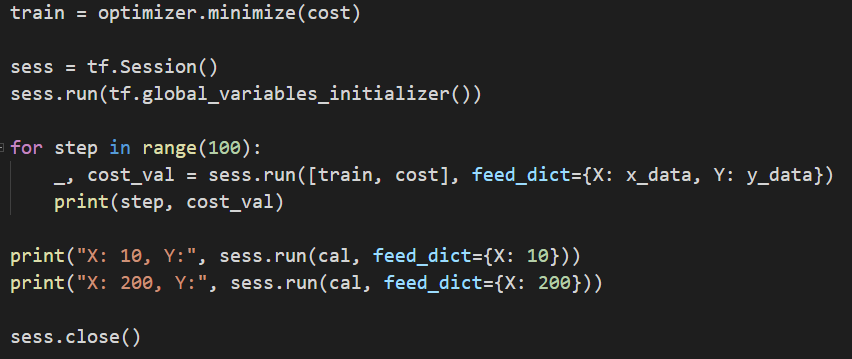 train = optimizer.minimize(cost)
sess = tf.Session()
sess.run(tf.global_variables_initializer())
for step in range(100):
    _, cost_val = sess.run([train, cost], feed_dict={X: x_data, Y: y_data})
    print(step, cost_val)
print("X: 10, Y:", sess.run(cal, feed_dict={X: 10}))
print("X: 200, Y:", sess.run(cal, feed_dict={X: 200}))
sess.close()